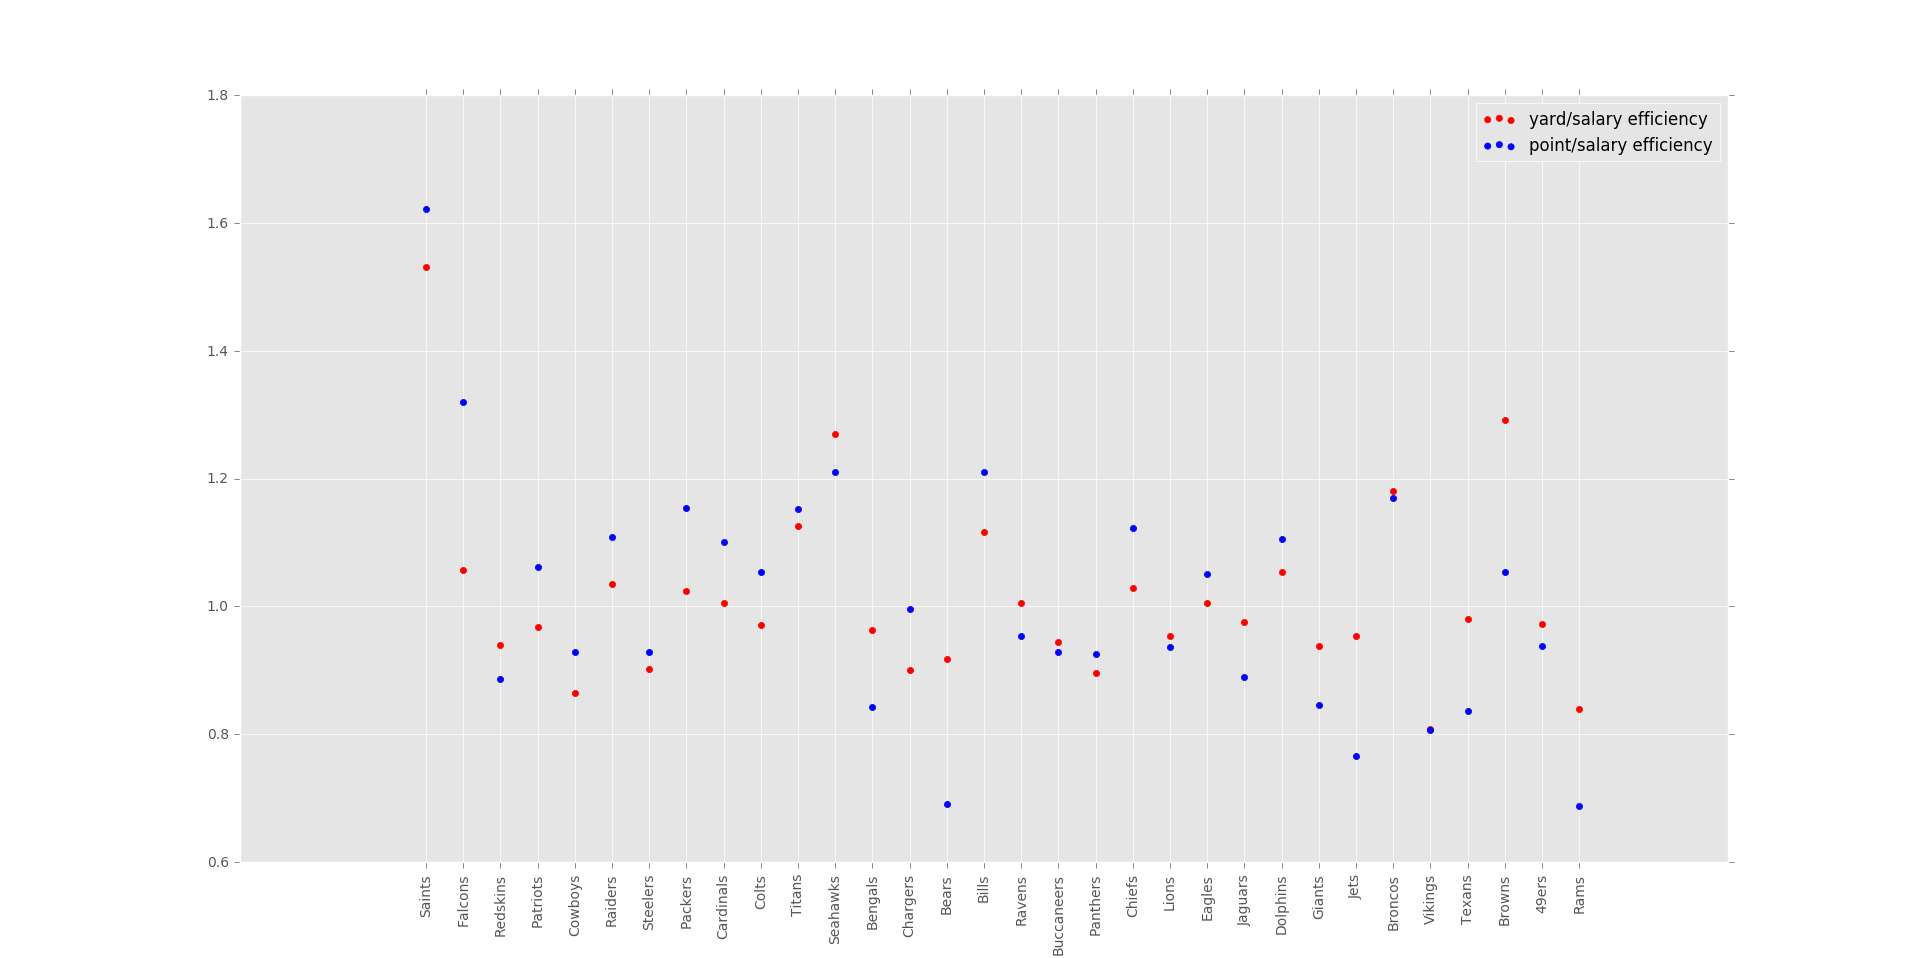 yard/salary efficiency
point/salary efficiency
1.8
1.6
1.4
1.2
1.0
0.8
0.6
Saints
Falcons
Redskins
Patriots
Cowboys
Raiders
Steelers
Packers
Cardinals
Colts
Titans
Seahawks
Bengals
Chargers
Bears
Bills
Ravens
Buccaneers
Panthers
Chiefs
Lions
Eagles
Jaguars
Dolphins
Giants
Jets
Broncos
Vikings
Texans
Browns
49ers
Rams